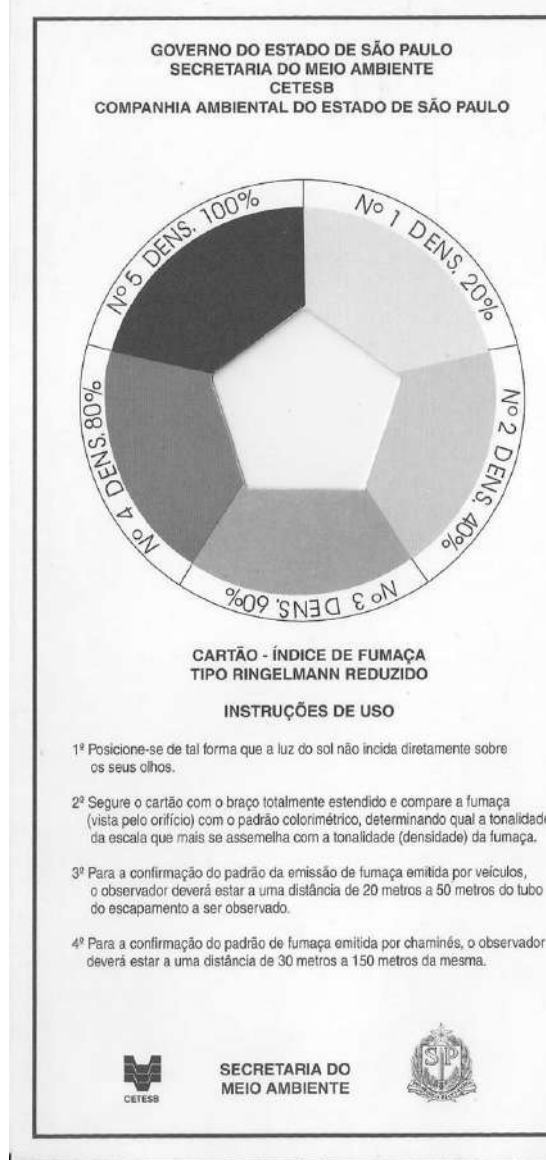 GOVERNO DO ESTADO DE SÃO PAULO
SECRETARIA DO MEIO AMBIENTE
CETESB
COMPANHIA AMBIENTAL DO ESTADO DE SÃO PAULO
Nº 1 DENS. 20%
Nº 2 DENS. 40%
Nº 3 DENS. 60%
Nº 4 DENS. 80%
Nº 5 DENS. 100%
CARTÃO - ÍNDICE DE FUMAÇA
TIPO RINGELMANN REDUZIDO
INSTRUÇÕES DE USO
1º Posicione-se de tal forma que a luz do sol não incida diretamente sobre
os seus olhos.
2º Segure o cartão com o braço totalmente estendido e compare a fumaça
(vista pelo orifício) com o padrão colorimétrico, determinando qual a tonalidade
da escala que mais se assemelha com a tonalidade (densidade) da fumaça.
3º Para a confirmação do padrão da emissão de fumaça emitida por veículos,
o observador deverá estar a uma distância de 20 metros a 50 metros do tubo
do escapamento a ser observado.
4º Para a confirmação do padrão de fumaça emitida por chaminés, o observador
deverá estar a uma distância de 30 metros a 150 metros da mesma.
CETESB
SECRETARIA DO
MEIO AMBIENTE
SP